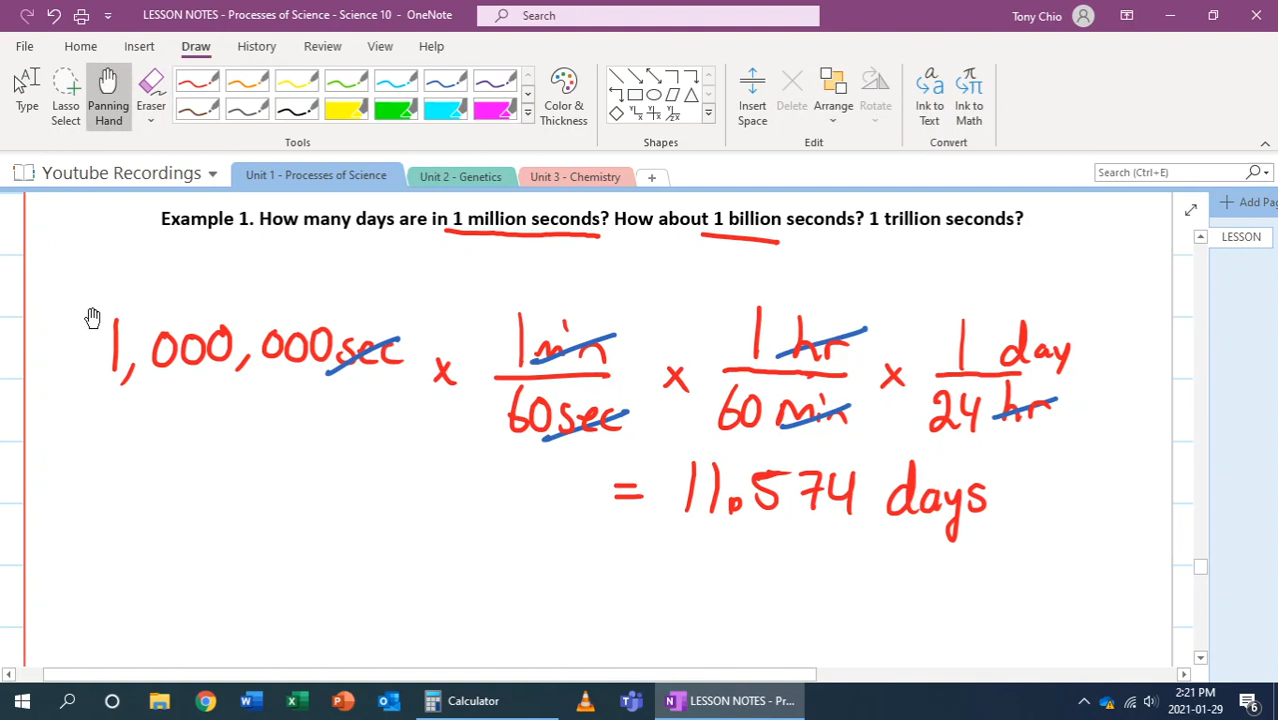 LESSON NOTES - Processes of Science - Science 10 - OneNote
Search
Tony Chio
File Home Insert Draw History Review View Help
Type
Lasso Select
Panning Hand
Eraser
Color & Thickness
Insert Space
Delete
Arrange
Rotate
Ink to Text
Ink to Math
Tools
Shapes
Edit
Convert
Youtube Recordings
Unit 1 - Processes of Science
Unit 2 - Genetics
Unit 3 - Chemistry
Search (Ctrl+E)
Example 1. How many days are in 1 million seconds? How about 1 billion seconds? 1 trillion seconds?
Add Pag
LESSON
1,000,000 sec x 1 min / 60 sec x 1 hr / 60 min x 1 day / 24 hr
= 11.574 days
Calculator
LESSON NOTES - Pr...
2:21 PM
2021-01-29
6